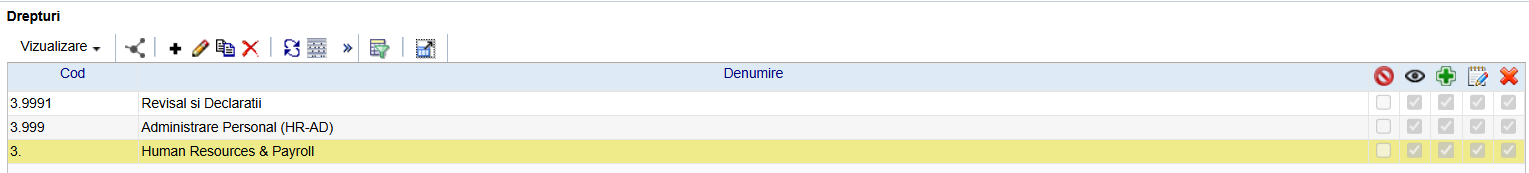 Drepturi
Vizualizare
Cod Denumire
3.9991 Revisal si Declaratii
3.999 Administrare Personal (HR-AD)
3. Human Resources & Payroll